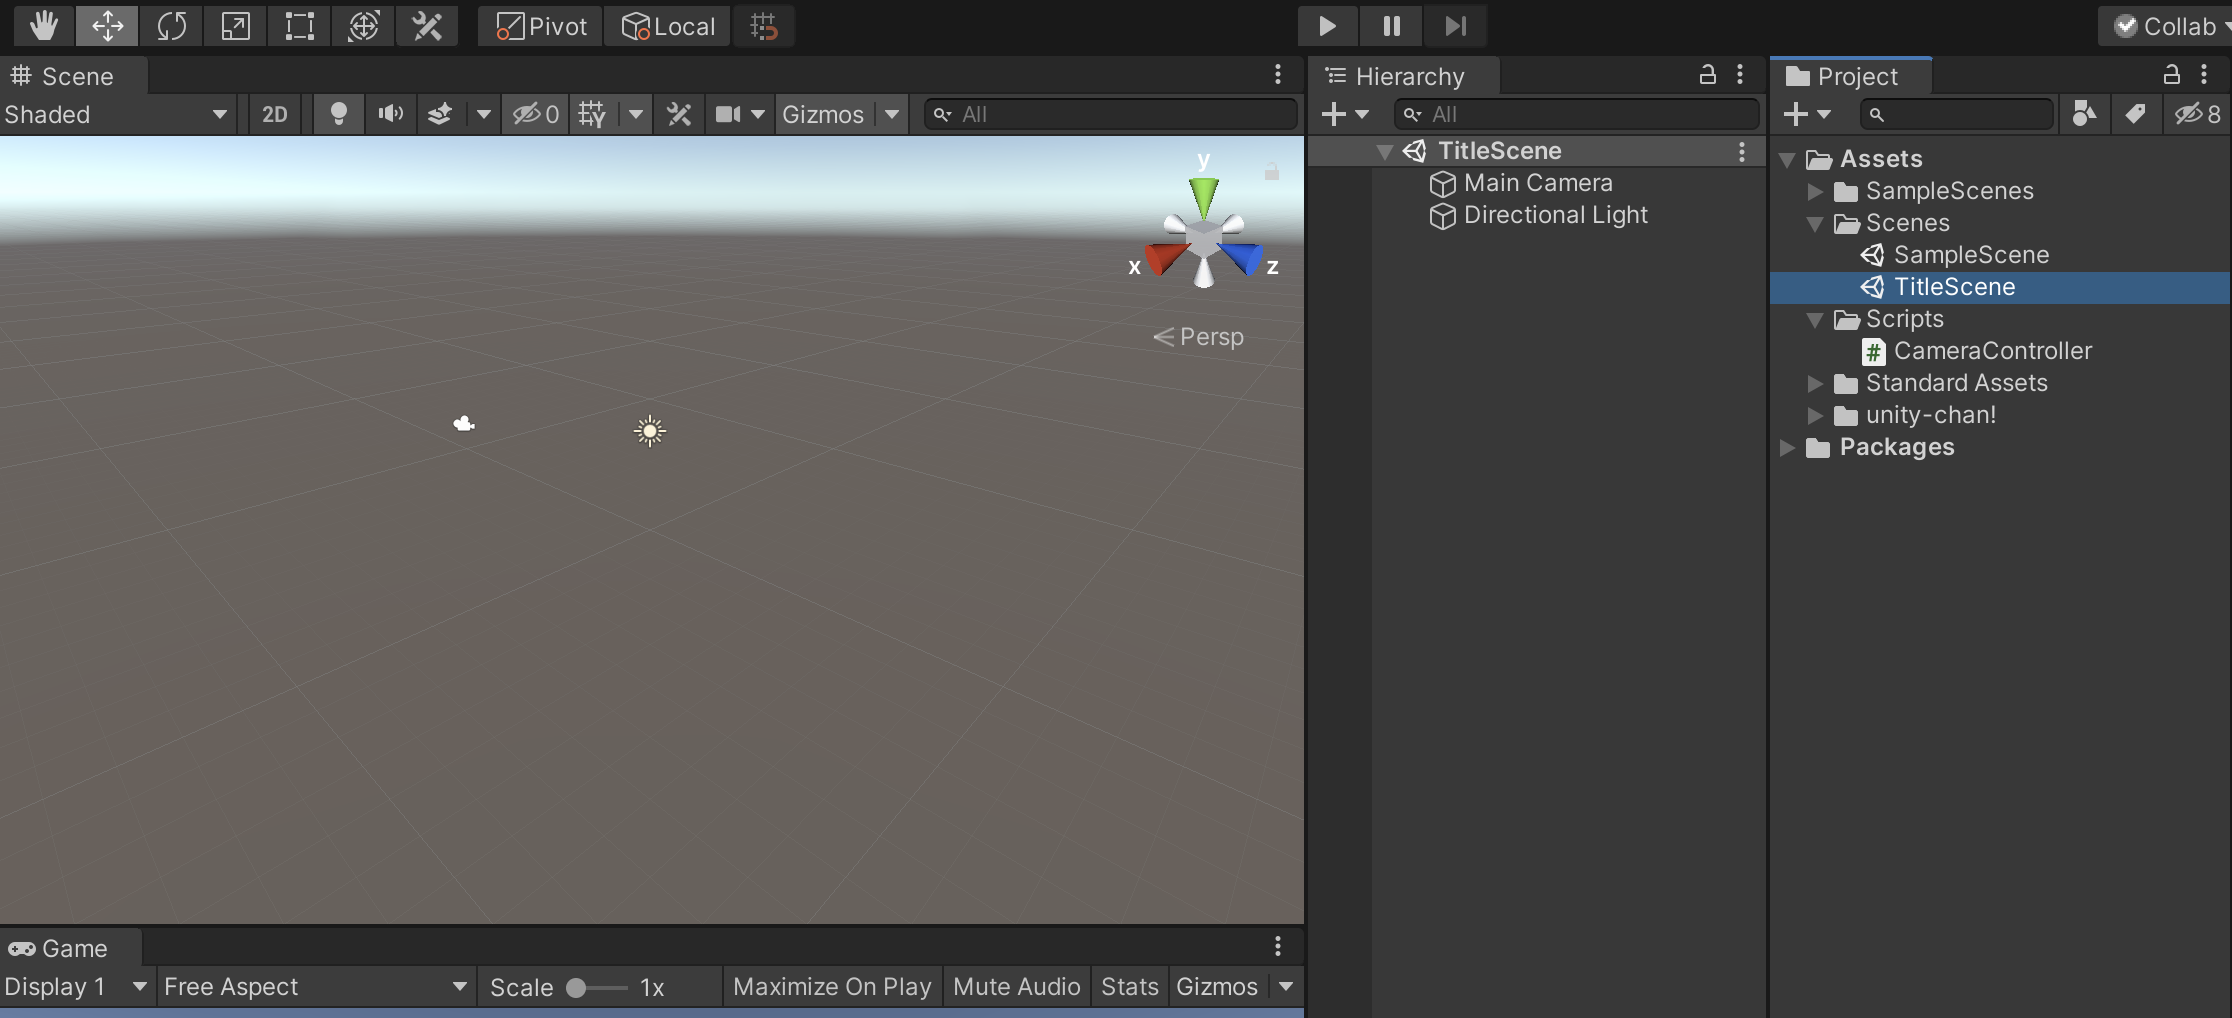 Pivot Local Collab
Scene
Shaded 2D 0 Gizmos All
y
x z
Persp
Game
Display 1 Free Aspect Scale 1x Maximize On Play Mute Audio Stats Gizmos
Hierarchy
All
TitleScene
Main Camera
Directional Light
Project
8
Assets
SampleScenes
Scenes
SampleScene
TitleScene
Scripts
# CameraController
Standard Assets
unity-chan!
Packages